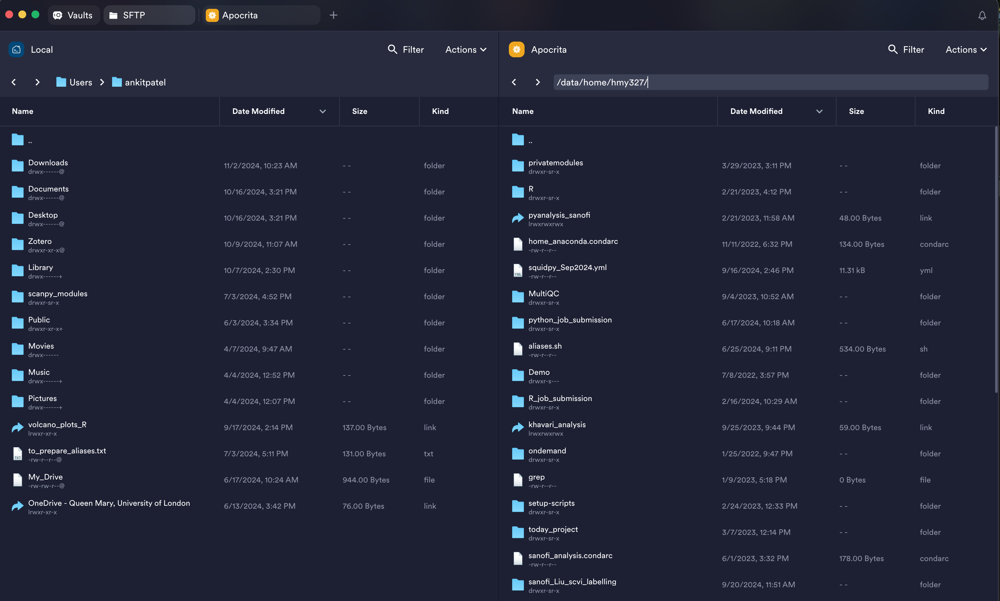 Vaults
SFTP
Apocrita
Local
Filter
Actions
Users
ankitpatel
Name Date Modified Size Kind
..
Downloads 11/2/2024, 10:23 AM - - folder
drwx------@
Documents 10/16/2024, 3:21 PM - - folder
drwx------@
Desktop 10/16/2024, 3:21 PM - - folder
drwx------@
Zotero 10/9/2024, 11:07 AM - - folder
drwxr-xr-x@
Library 10/7/2024, 2:30 PM - - folder
drwx------+
scanpy_modules 7/3/2024, 4:52 PM - - folder
drwxr-sr-x
Public 6/3/2024, 3:34 PM - - folder
drwxr-xr-x+
Movies 4/7/2024, 9:47 AM - - folder
drwx------
Music 4/4/2024, 12:52 PM - - folder
drwx------+
Pictures 4/4/2024, 12:07 PM - - folder
drwx------+
volcano_plots_R 9/17/2024, 2:14 PM 137.00 Bytes link
lrwxr-xr-x
TXT to_prepare_aliases.txt 7/3/2024, 5:11 PM 131.00 Bytes txt
-rw-r--r--@
My_Drive 6/17/2024, 10:24 AM 944.00 Bytes file
-rw-rw-r--@
OneDrive - Queen Mary, University of London 6/13/2024, 3:42 PM 76.00 Bytes link
lrwxr-xr-x
Apocrita
Filter
Actions
/data/home/hmy327/
Name Date Modified Size Kind
..
privatemodules 3/29/2023, 3:11 PM - - folder
drwxr-sr-x
R 2/21/2023, 4:12 PM - - folder
drwxr-sr-x
pyanalysis_sanofi 2/21/2023, 11:58 AM 48.00 Bytes link
lrwxrwxrwx
home_anaconda.condarc 11/11/2022, 6:32 PM 134.00 Bytes condarc
-rw-r--r--
YML squidpy_Sep2024.yml 9/16/2024, 2:46 PM 11.31 kB yml
-rw-r--r--
MultiQC 9/4/2023, 10:52 AM - - folder
drwxr-sr-x
python_job_submission 6/17/2024, 10:18 AM - - folder
drwxr-sr-x
aliases.sh 6/25/2024, 9:11 PM 534.00 Bytes sh
-rw-r--r--
Demo 7/8/2022, 3:57 PM - - folder
drwxr-s---
R_job_submission 2/16/2024, 10:29 AM - - folder
drwxr-sr-x
khavari_analysis 9/25/2023, 9:44 PM 59.00 Bytes link
lrwxrwxrwx
ondemand 1/25/2022, 9:47 PM - - folder
drwxr-sr-x
grep 1/9/2023, 5:18 PM 0 Bytes file
-rw-r--r--
setup-scripts 2/24/2023, 12:33 PM - - folder
drwxr-sr-x
today_project 3/7/2023, 12:14 PM - - folder
drwxr-sr-x
sanofi_analysis.condarc 6/1/2023, 3:32 PM 178.00 Bytes condarc
-rw-r--r--
sanofi_Liu_scvi_labelling 9/20/2024, 11:51 AM - - folder
drwxr-sr-x